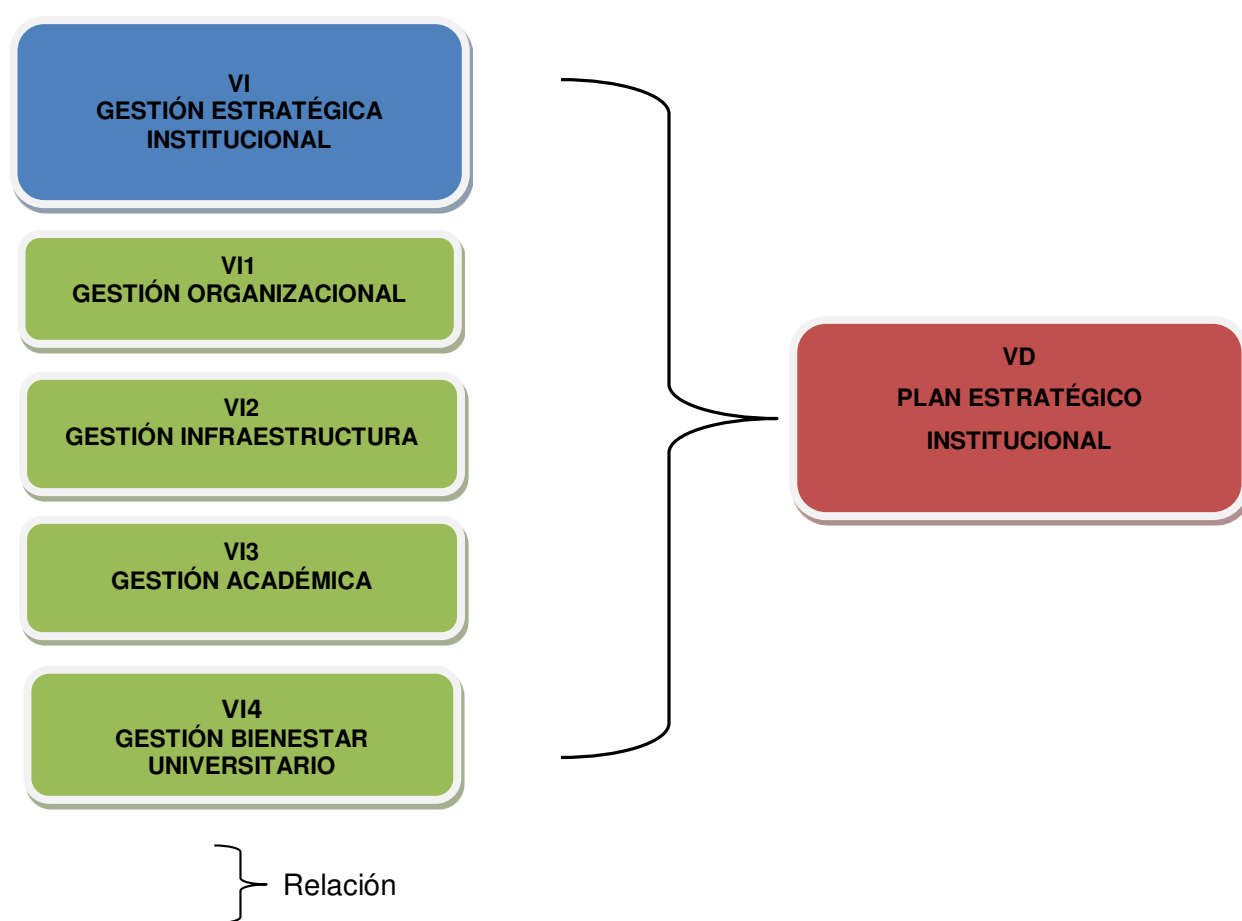 VI
GESTIÓN ESTRATÉGICA
INSTITUCIONAL
VI1
GESTIÓN ORGANIZACIONAL
VI2
GESTIÓN INFRAESTRUCTURA
VI3
GESTIÓN ACADÉMICA
VI4
GESTIÓN BIENESTAR
UNIVERSITARIO
VD
PLAN ESTRATÉGICO
INSTITUCIONAL
Relación